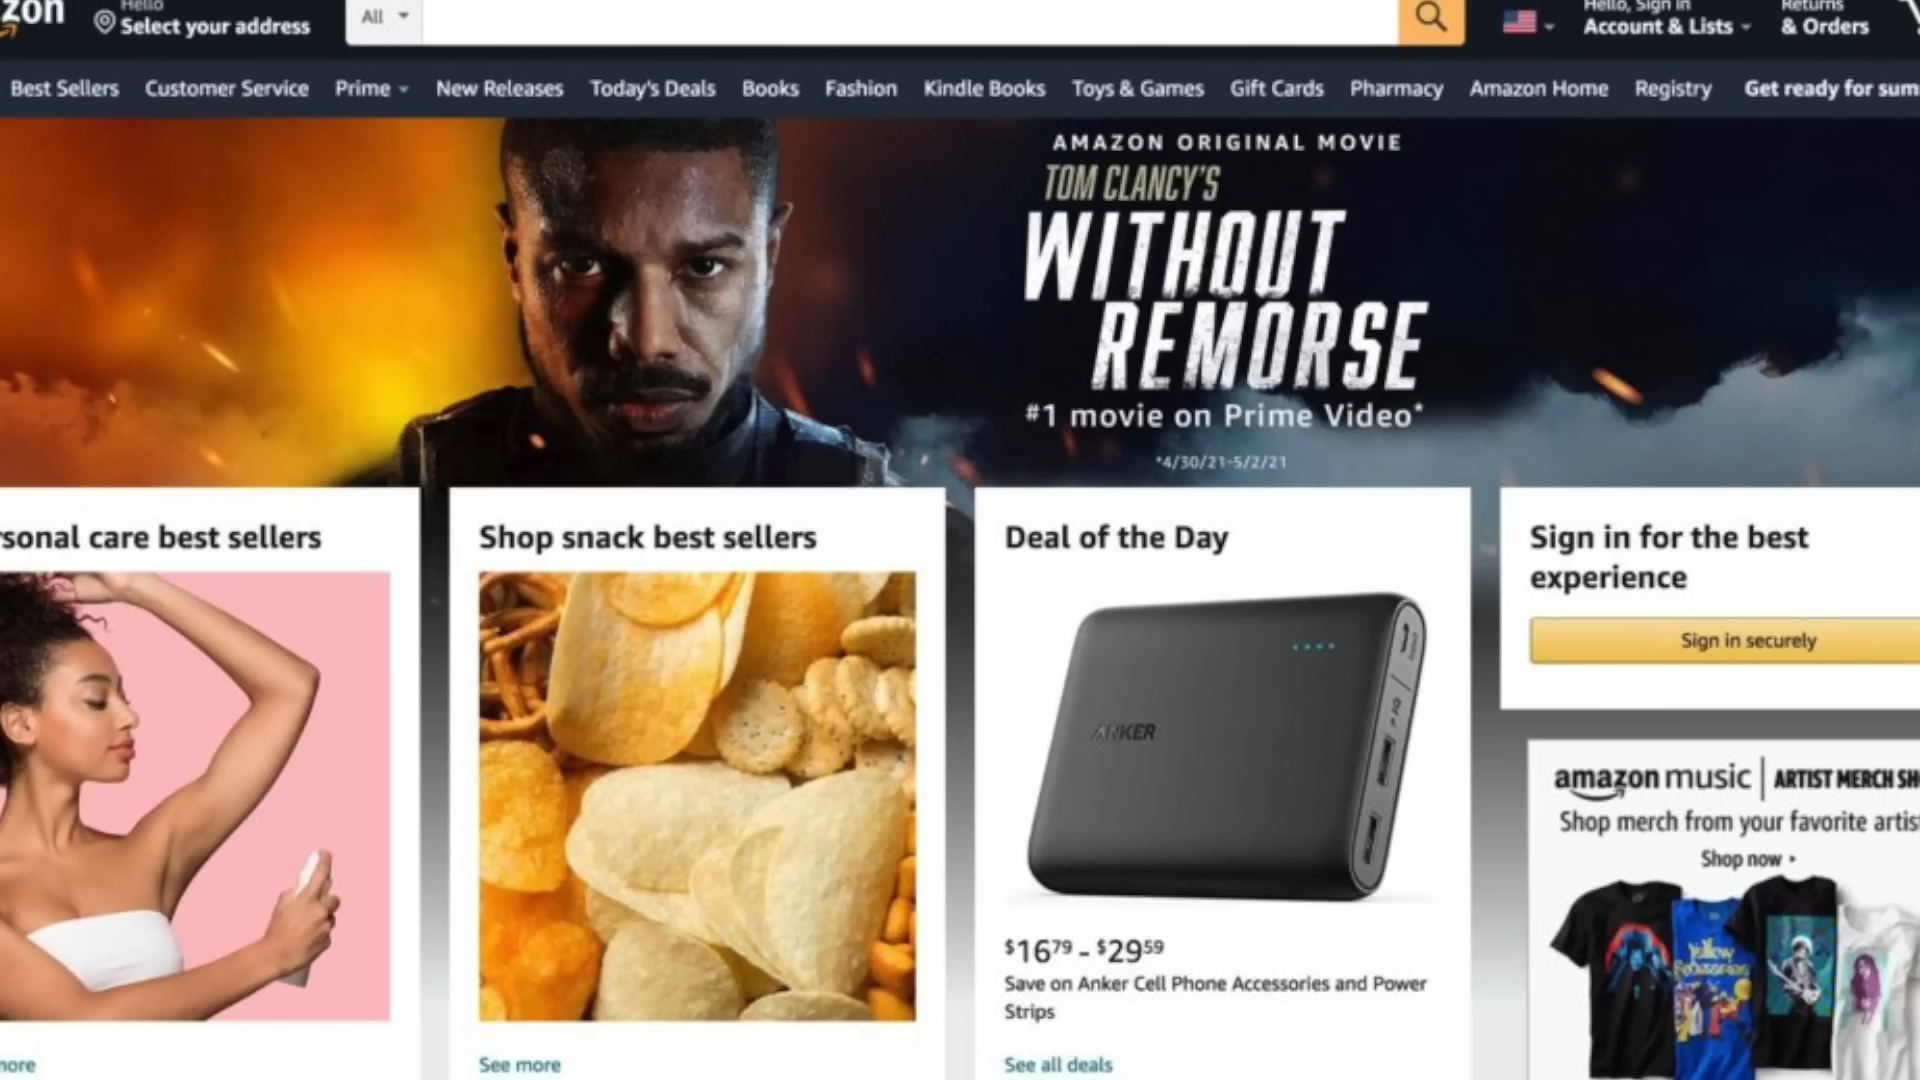 zon
Hello
Select your address
All
Hello, Sign in
Account & Lists
Returns
& Orders
Best Sellers
Customer Service
Prime
New Releases
Today's Deals
Books
Fashion
Kindle Books
Toys & Games
Gift Cards
Pharmacy
Amazon Home
Registry
Get ready for sum
AMAZON ORIGINAL MOVIE
TOM CLANCY'S
WITHOUT
REMORSE
#1 movie on Prime Video*
*4/30/21-5/2/21
rsonal care best sellers
Shop snack best sellers
Deal of the Day
Sign in for the best
experience
Sign in securely
ANKER
amazon music | ARTIST MERCH SH
Shop merch from your favorite artist
Shop now
Yellow
Submarine
$16.79 - $29.59
Save on Anker Cell Phone Accessories and Power
Strips
more
See more
See all deals